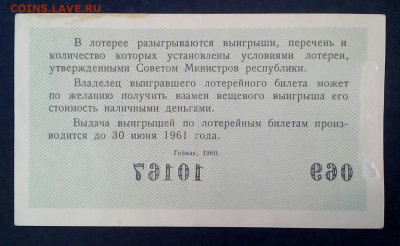 COINS.LAVE.RU
В лотерее разыгрываются выигрыши, перечень и
количество которых установлены условиями лотереи,
утвержденными Советом Министров республики.
Владелец выигравшего лотерейного билета может
по желанию получить взамен вещевого выигрыша его
стоимость наличными деньгами.
Выдача выигрышей по лотерейным билетам произ-
водится до 30 июня 1961 года.
Гознак, 1960.